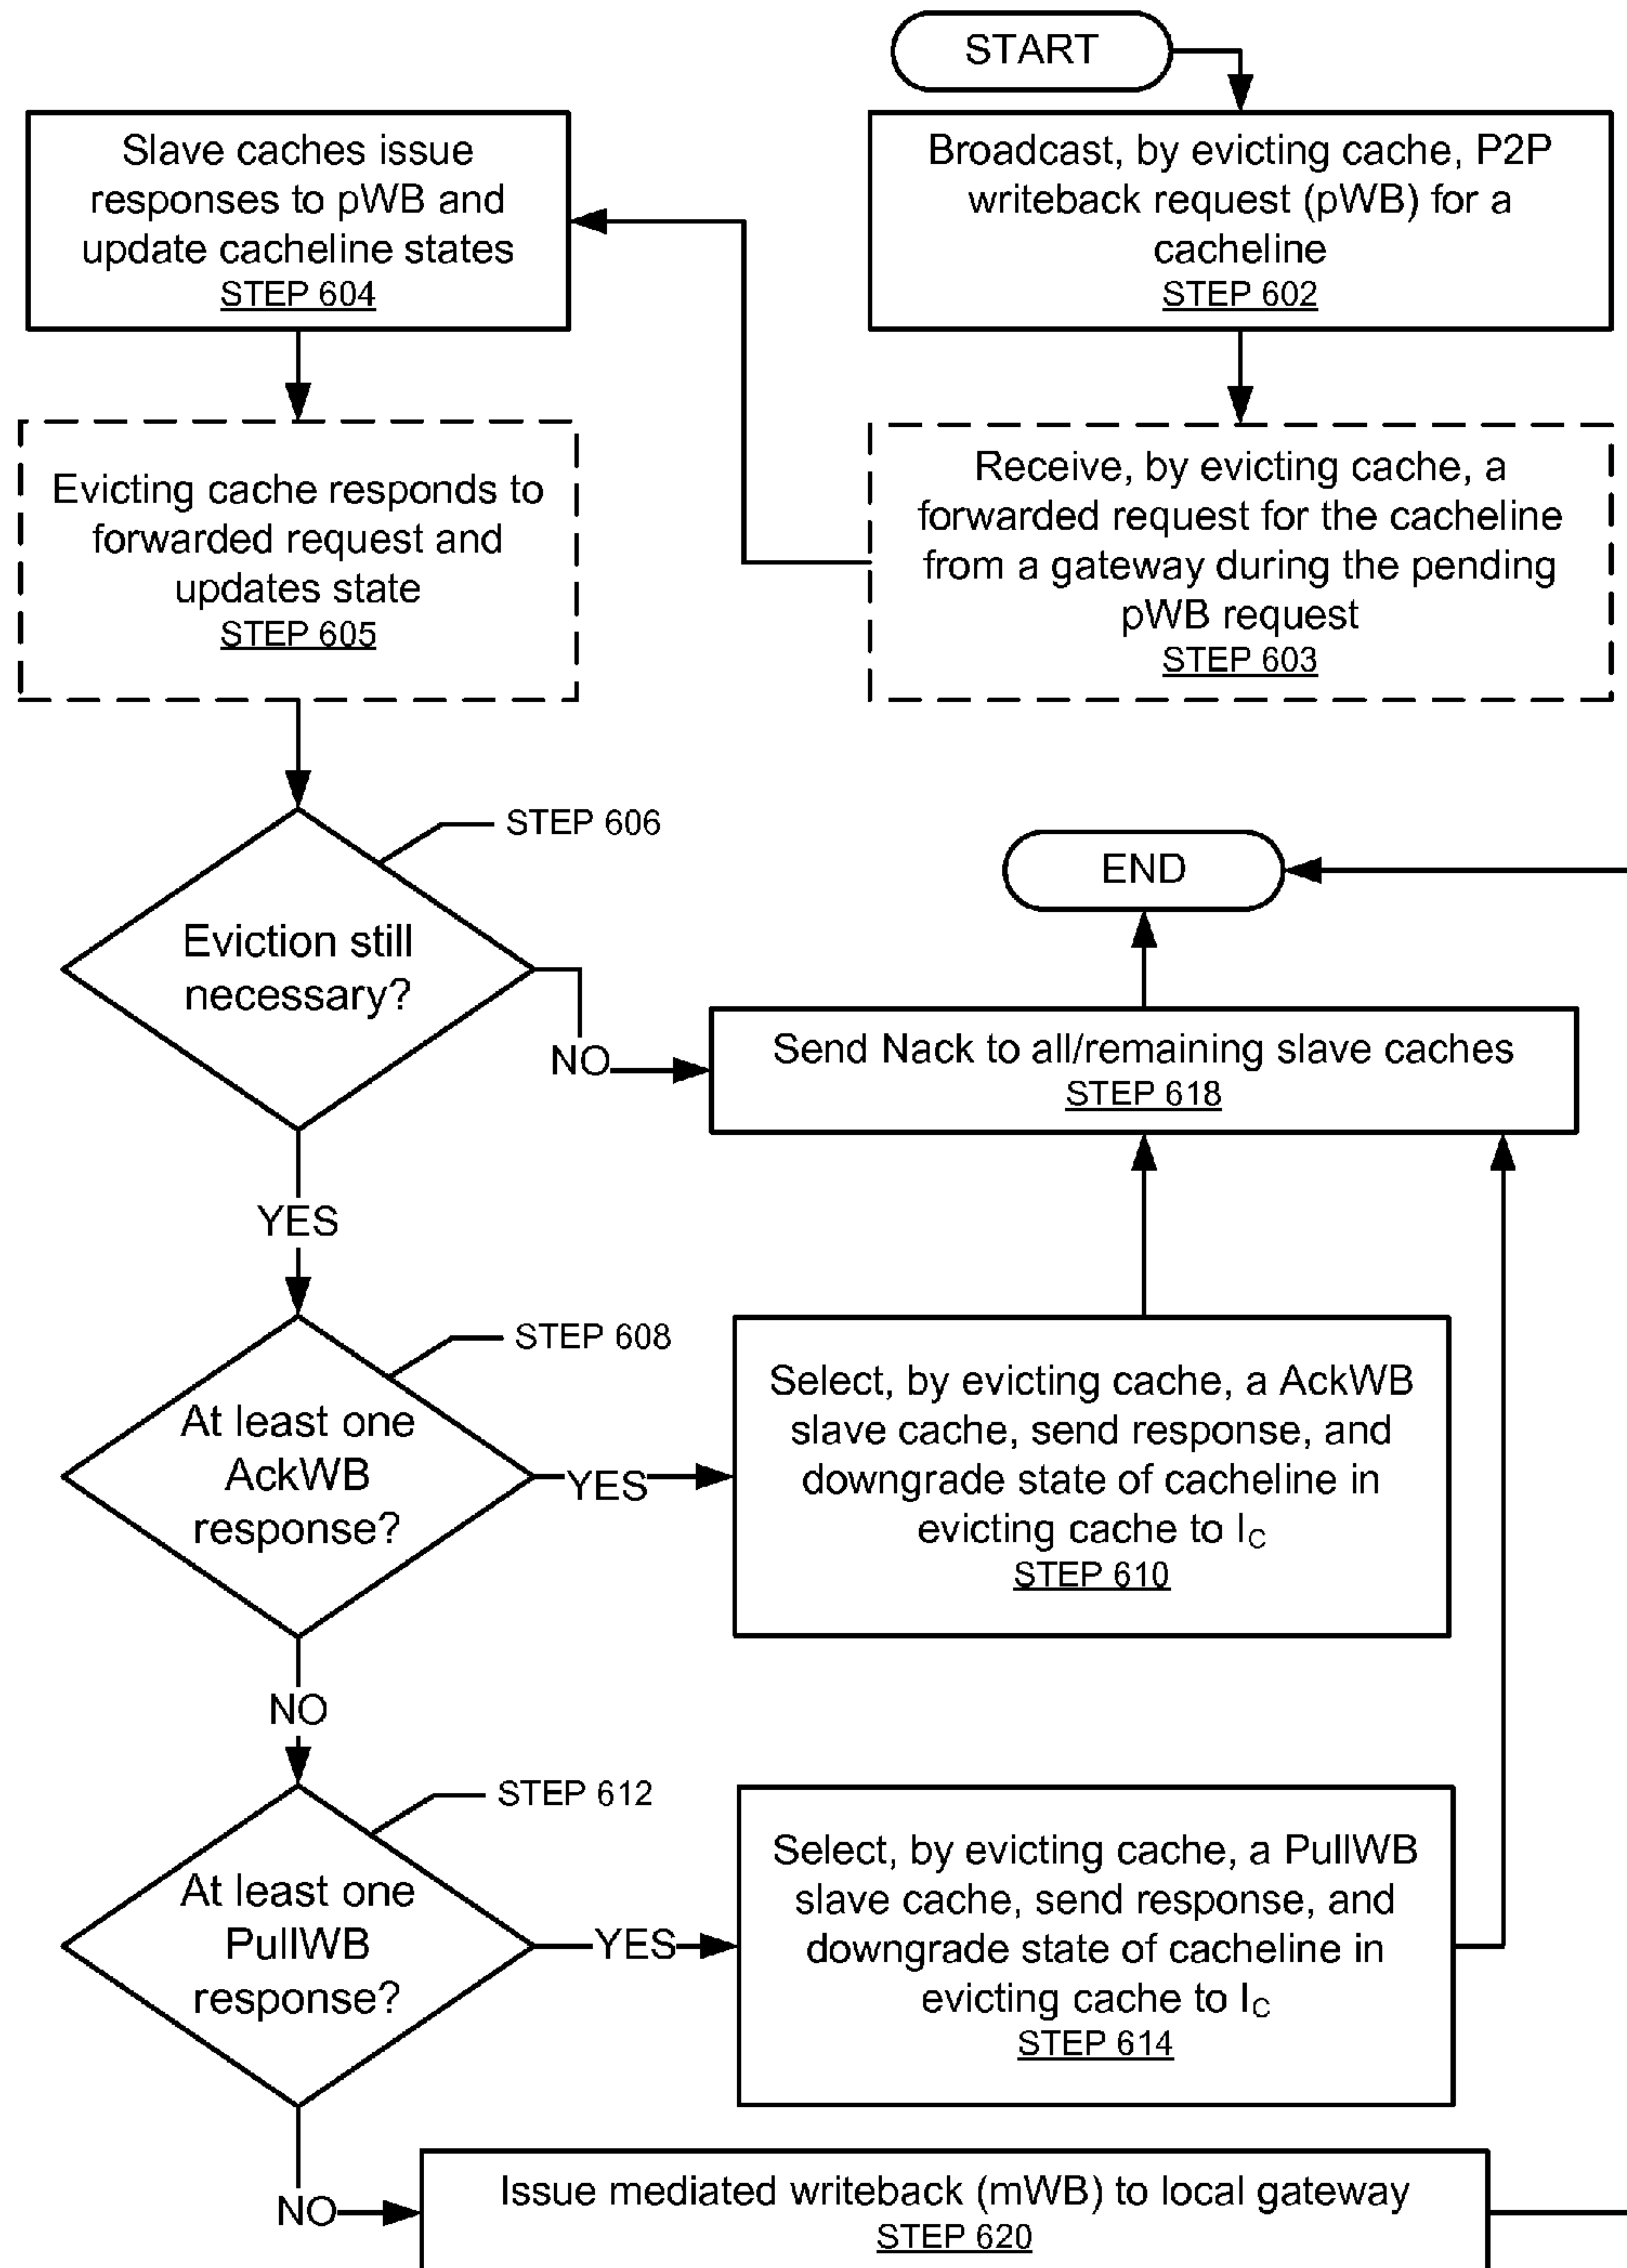 START
Broadcast, by evicting cache, P2P
writeback request (pWB) for a
cacheline
STEP 602
Receive, by evicting cache, a
forwarded request for the cacheline
from a gateway during the pending
pWB request
STEP 603
Slave caches issue
responses to pWB and
update cacheline states
STEP 604
Evicting cache responds to
forwarded request and
updates state
STEP 605
STEP 606
Eviction still
necessary?
NO
YES
END
Send Nack to all/remaining slave caches
STEP 618
STEP 608
At least one
AckWB
response?
YES
NO
Select, by evicting cache, a AckWB
slave cache, send response, and
downgrade state of cacheline in
evicting cache to IC
STEP 610
STEP 612
At least one
PullWB
response?
YES
NO
Select, by evicting cache, a PullWB
slave cache, send response, and
downgrade state of cacheline in
evicting cache to IC
STEP 614
Issue mediated writeback (mWB) to local gateway
STEP 620